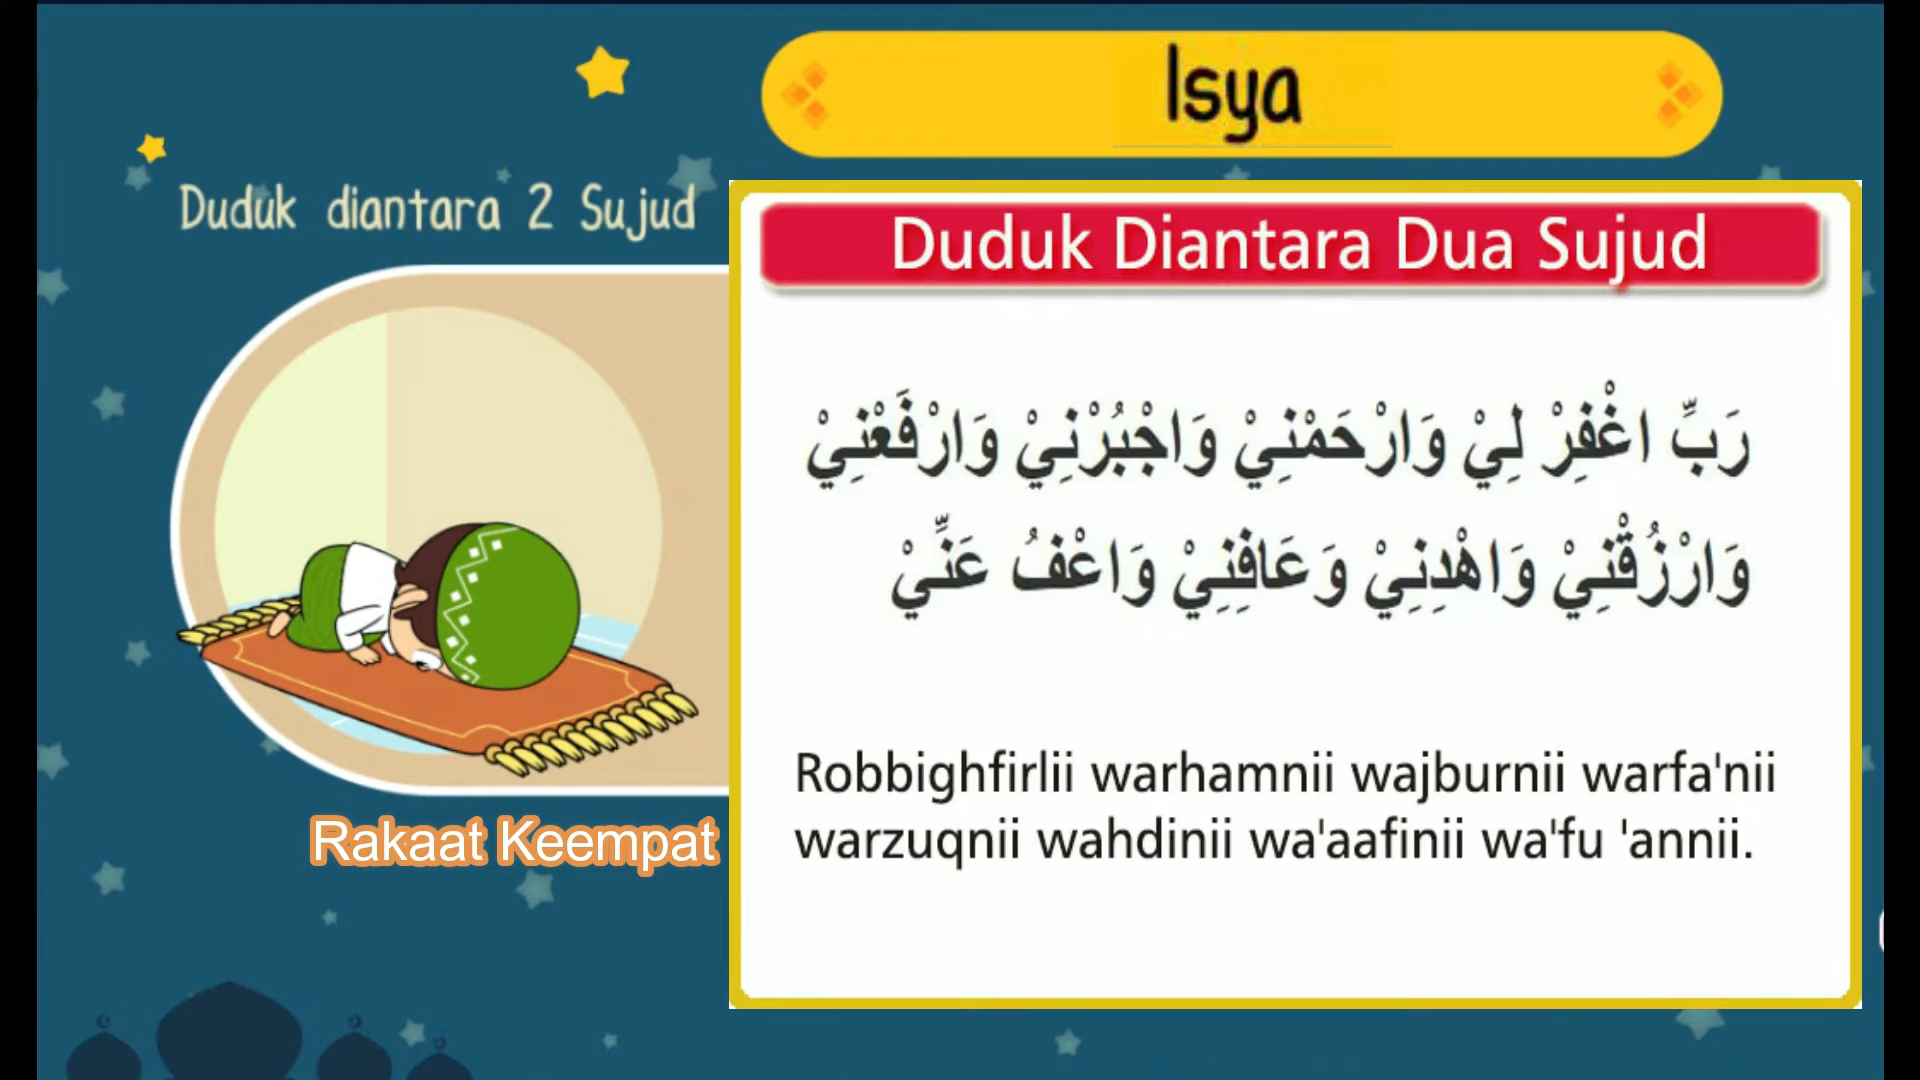 Isya
Duduk diantara 2 Sujud
Duduk Diantara Dua Sujud
رَبِّ اغْفِرْ لِيْ وَارْحَمْنِيْ وَاجْبُرْنِيْ وَارْفَعْنِيْ
وَارْزُقْنِيْ وَاهْدِنِيْ وَعَافِنِيْ وَاعْفُ عَنِّيْ
Robbighfirlii warhamnii wajburnii warfa'nii
warzuqnii wahdinii wa'aafinii wa'fu 'annii.
Rakaat Keempat